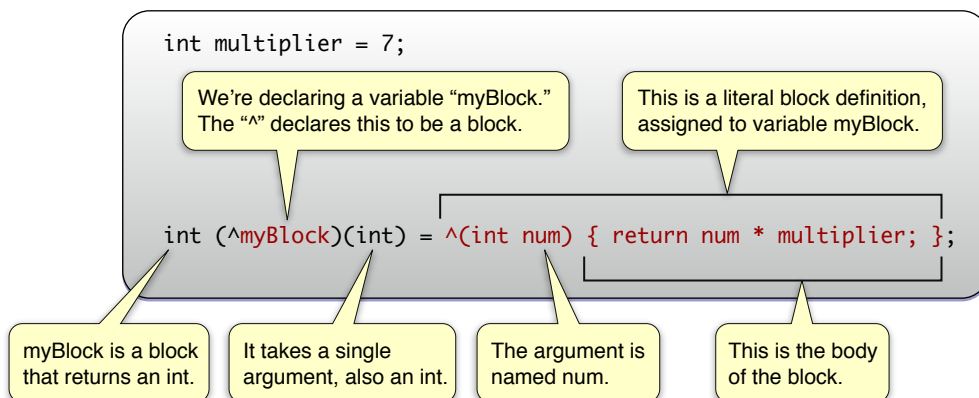 int multiplier = 7;
We're declaring a variable “myBlock.”
The “^” declares this to be a block.
This is a literal block definition,
assigned to variable myBlock.
int (^myBlock)(int) = ^(int num) { return num * multiplier; };
myBlock is a block
that returns an int.
It takes a single
argument, also an int.
The argument is
named num.
This is the body
of the block.